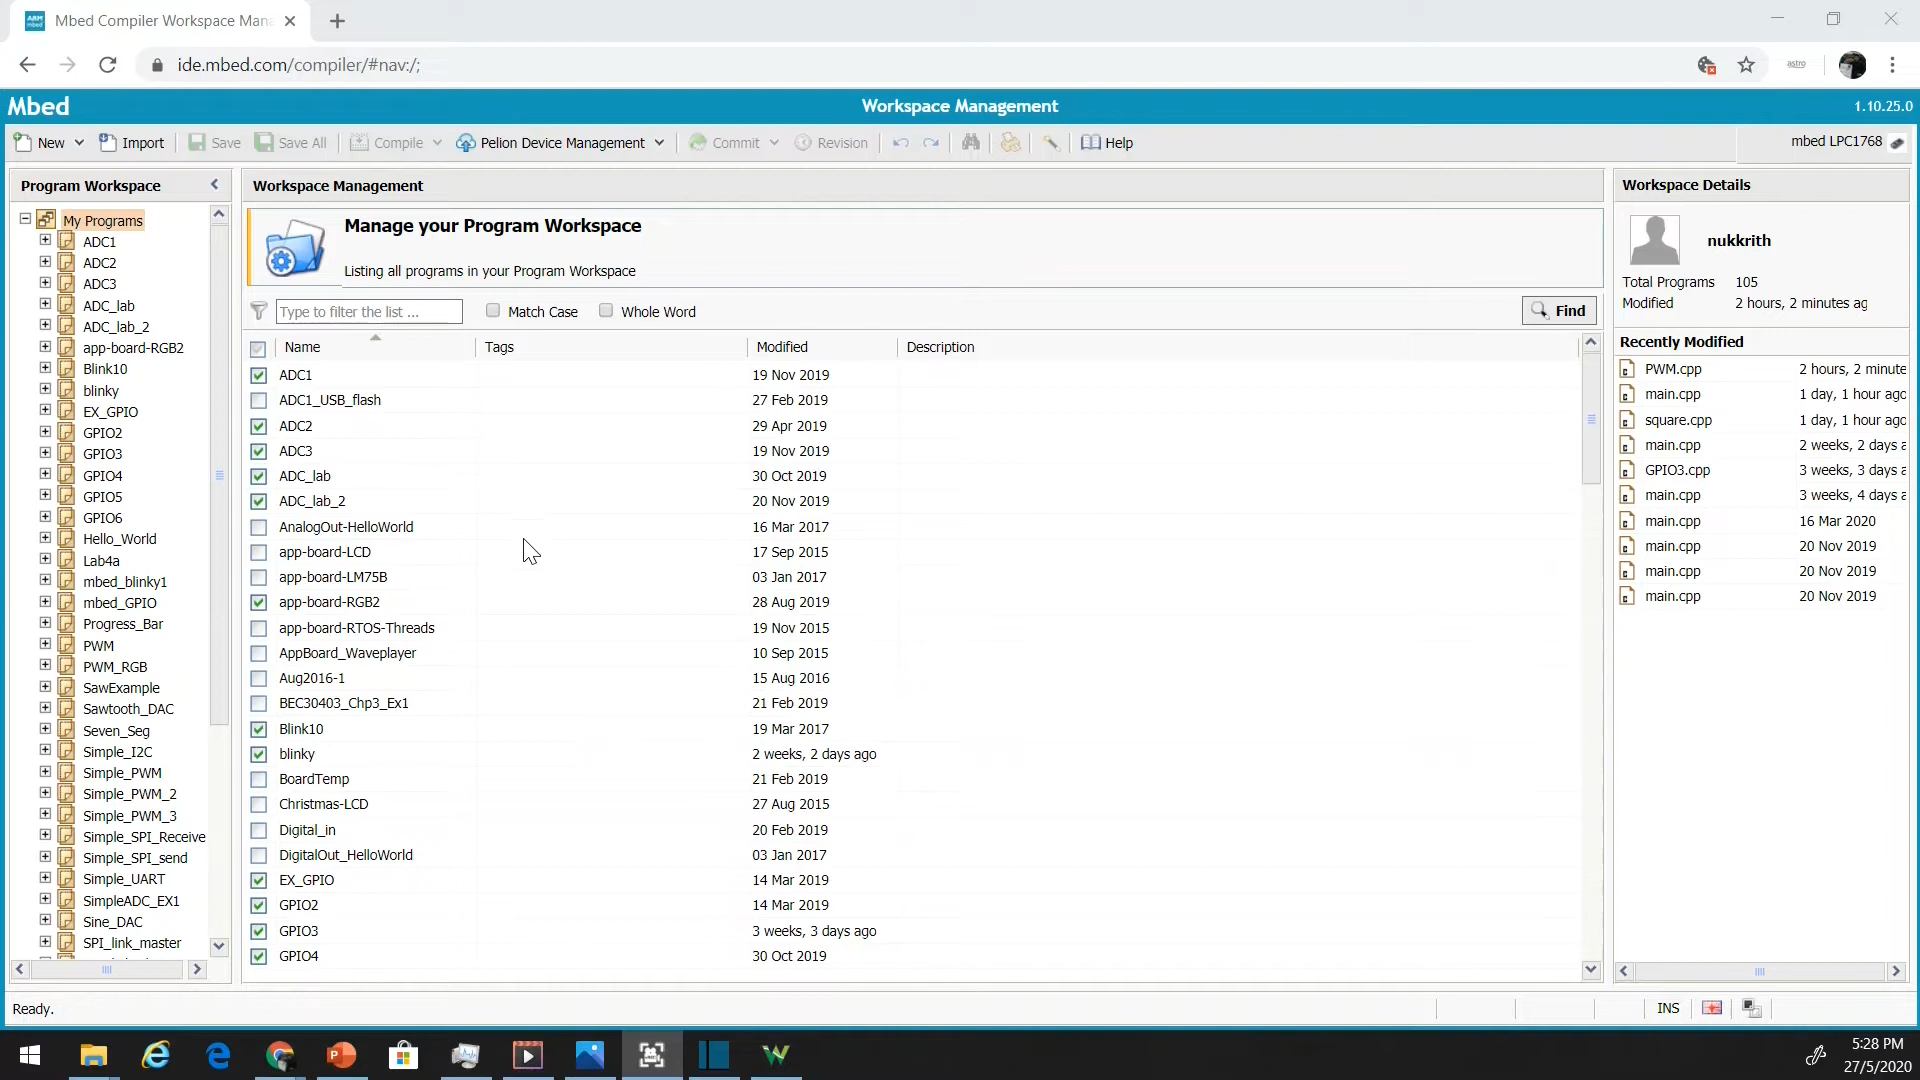 Mbed Compiler Workspace Mana
ide.mbed.com/compiler/#nav:/;
astro
Mbed
Workspace Management
1.10.25.0
New
Import
Save
Save All
Compile
Pelion Device Management
Commit
Revision
Help
mbed LPC1768
Program Workspace
My Programs
ADC1
ADC2
ADC3
ADC_lab
ADC_lab_2
app-board-RGB2
Blink10
blinky
EX_GPIO
GPIO2
GPIO3
GPIO4
GPIO5
GPIO6
Hello_World
Lab4a
mbed_blinky1
mbed_GPIO
Progress_Bar
PWM
PWM_RGB
SawExample
Sawtooth_DAC
Seven_Seg
Simple_I2C
Simple_PWM
Simple_PWM_2
Simple_PWM_3
Simple_SPI_Receive
Simple_SPI_send
Simple_UART
SimpleADC_EX1
Sine_DAC
SPI_link_master
Workspace Management
Manage your Program Workspace
Listing all programs in your Program Workspace
Type to filter the list ...
Match Case
Whole Word
Find
Name Tags Modified Description
ADC1 19 Nov 2019
ADC1_USB_flash 27 Feb 2019
ADC2 29 Apr 2019
ADC3 19 Nov 2019
ADC_lab 30 Oct 2019
ADC_lab_2 20 Nov 2019
AnalogOut-HelloWorld 16 Mar 2017
app-board-LCD 17 Sep 2015
app-board-LM75B 03 Jan 2017
app-board-RGB2 28 Aug 2019
app-board-RTOS-Threads 19 Nov 2015
AppBoard_Waveplayer 10 Sep 2015
Aug2016-1 15 Aug 2016
BEC30403_Chp3_Ex1 21 Feb 2019
Blink10 19 Mar 2017
blinky 2 weeks, 2 days ago
BoardTemp 21 Feb 2019
Christmas-LCD 27 Aug 2015
Digital_in 20 Feb 2019
DigitalOut_HelloWorld 03 Jan 2017
EX_GPIO 14 Mar 2019
GPIO2 14 Mar 2019
GPIO3 3 weeks, 3 days ago
GPIO4 30 Oct 2019
Workspace Details
nukkrith
Total Programs 105
Modified 2 hours, 2 minutes ag
Recently Modified
PWM.cpp 2 hours, 2 minute
main.cpp 1 day, 1 hour ago
square.cpp 1 day, 1 hour ago
main.cpp 2 weeks, 2 days a
GPIO3.cpp 3 weeks, 3 days a
main.cpp 3 weeks, 4 days a
main.cpp 16 Mar 2020
main.cpp 20 Nov 2019
main.cpp 20 Nov 2019
main.cpp 20 Nov 2019
Ready.
INS
5:28 PM
27/5/2020